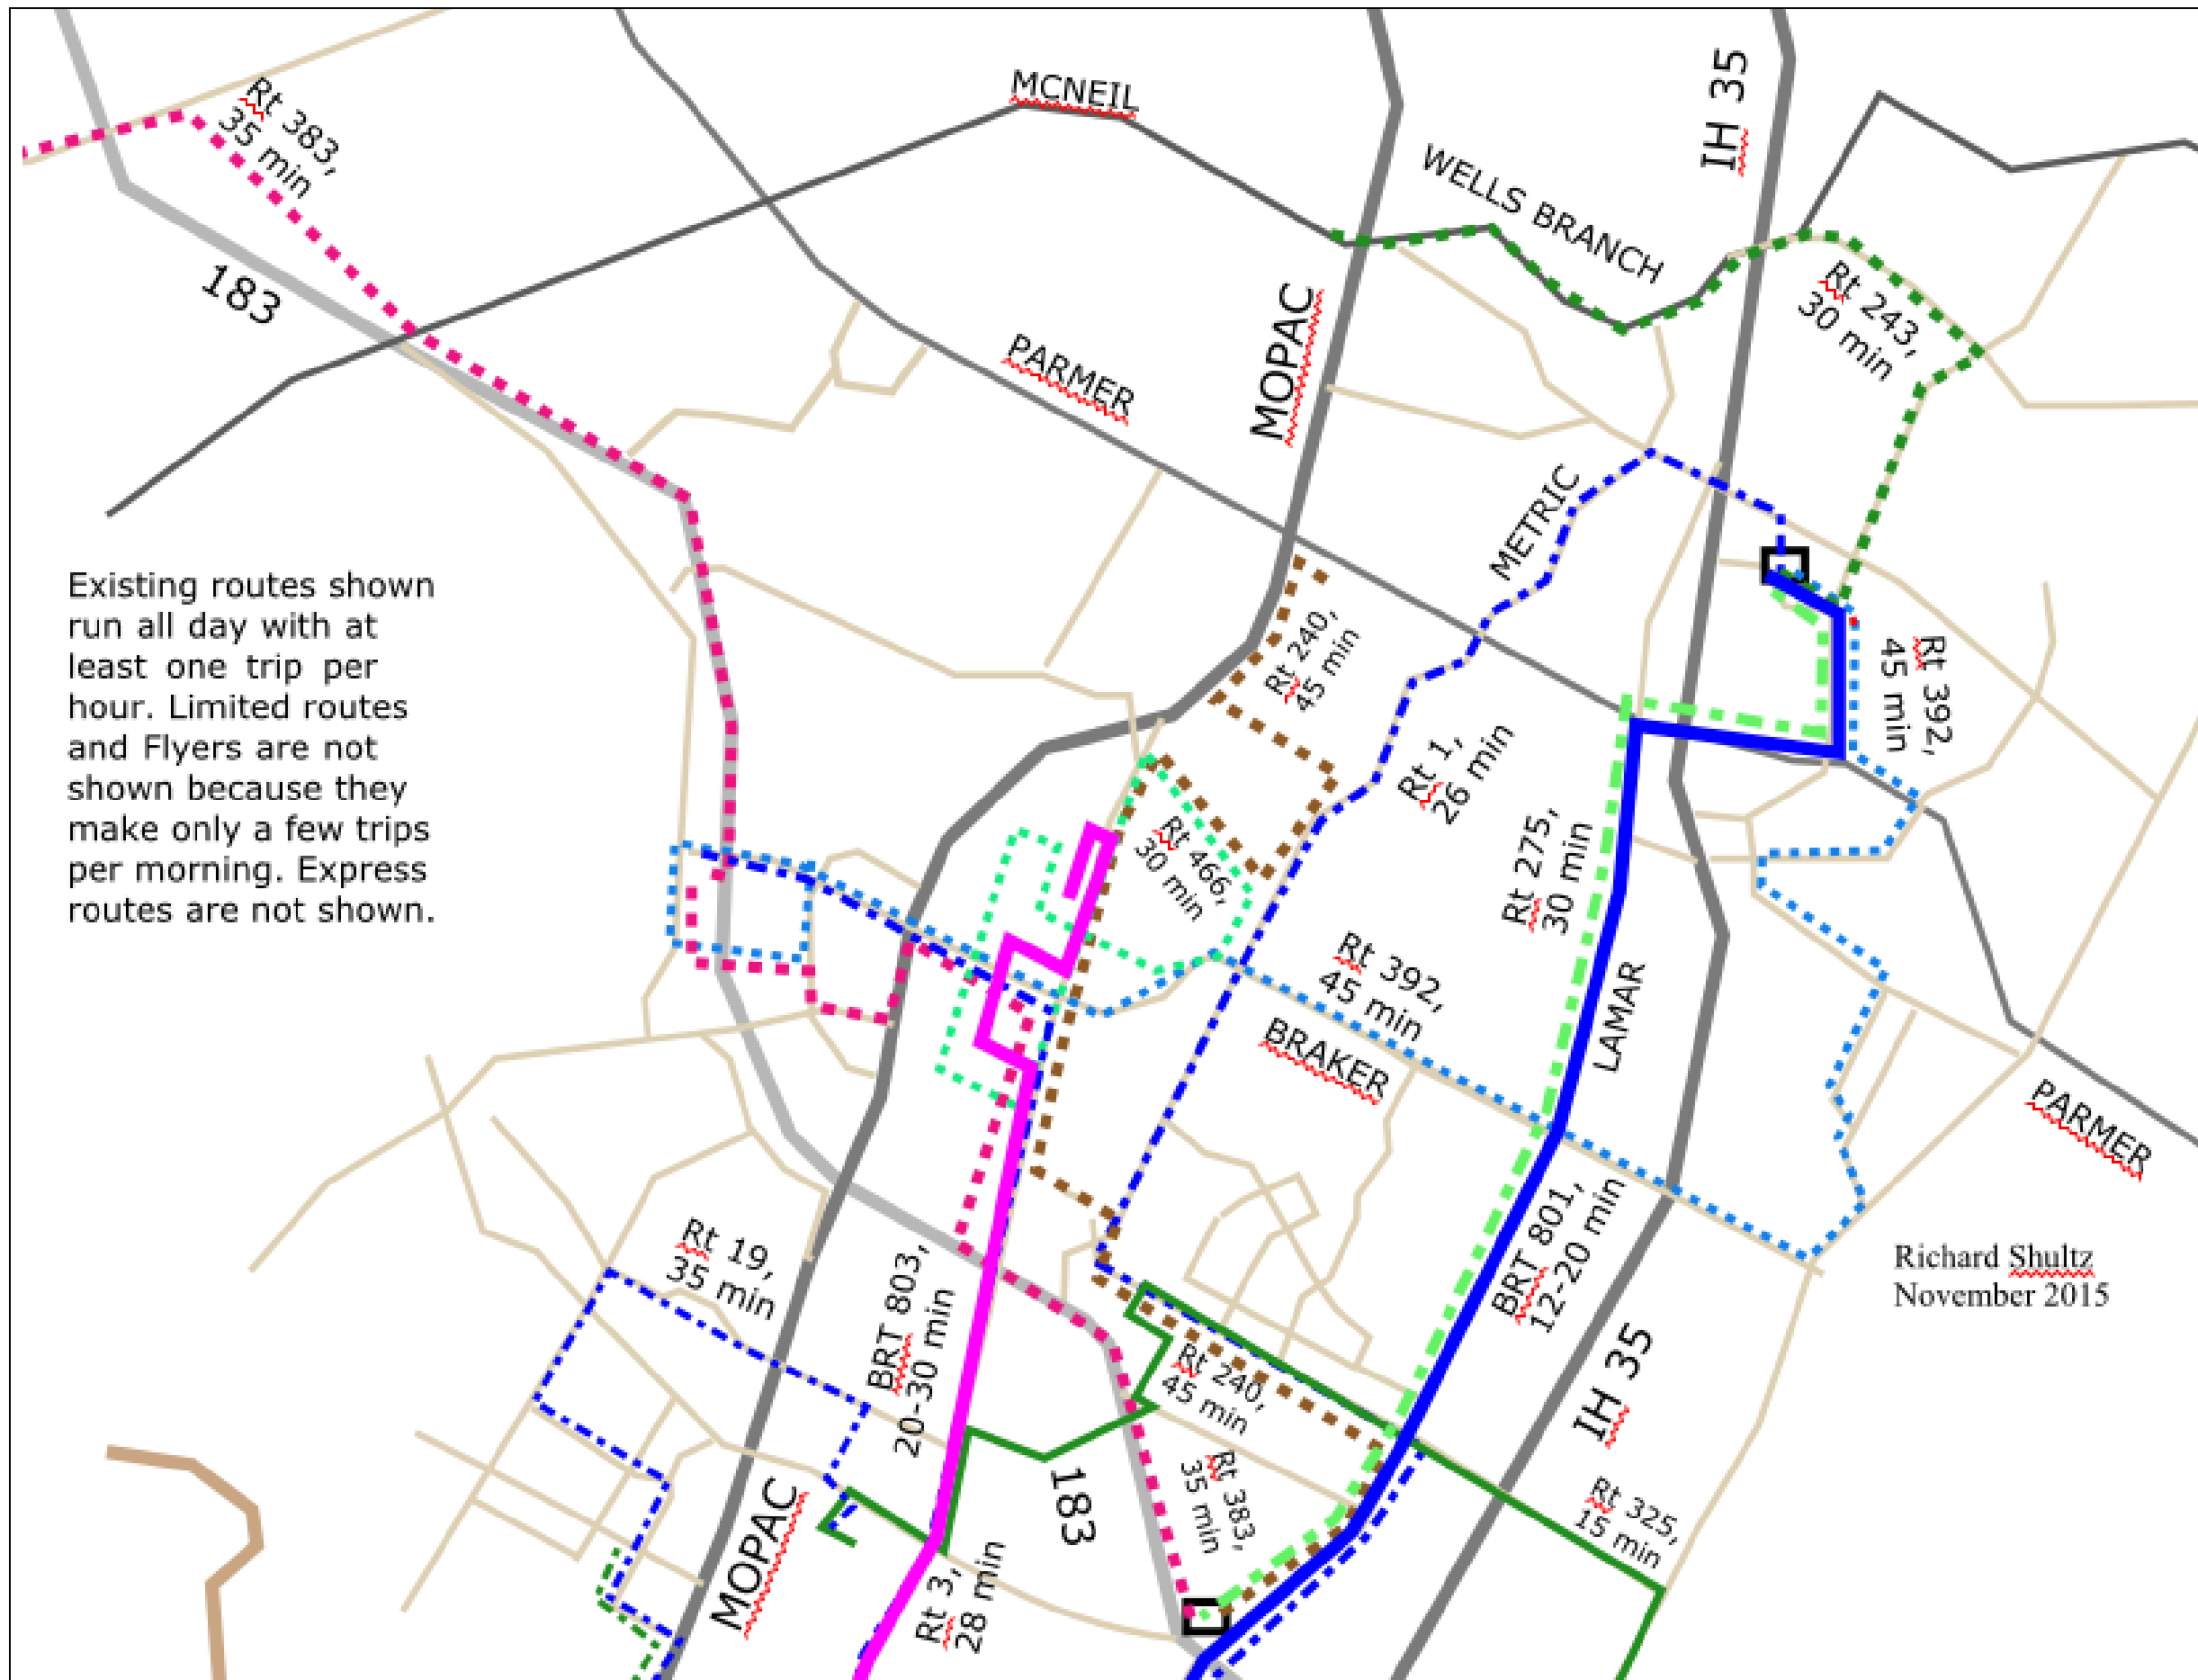 Rt 383,
35 min
183
MCNEIL
WELLS BRANCH
IH 35
MOPAC
PARMER
Rt 243,
30 min
METRIC
Rt 240,
45 min
Rt 392,
45 min
Existing routes shown
run all day with at
least one trip per
hour. Limited routes
and Flyers are not
shown because they
make only a few trips
per morning. Express
routes are not shown.
Rt 1,
26 min
Rt 466,
30 min
Rt 275,
30 min
Rt 392,
45 min
BRAKER
LAMAR
PARMER
BRT 801,
12-20 min
Richard Shultz
November 2015
Rt 19,
35 min
BRT 803,
20-30 min
Rt 240,
45 min
IH 35
Rt 383,
35 min
183
Rt 325,
15 min
MOPAC
Rt 3,
28 min